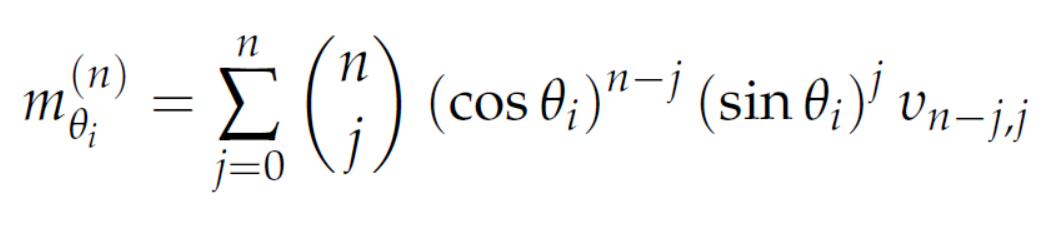 m_{\theta_i}^{(n)} = \sum_{j=0}^{n} \binom{n}{j} (\cos \theta_i)^{n-j} (\sin \theta_i)^j v_{n-j,j}